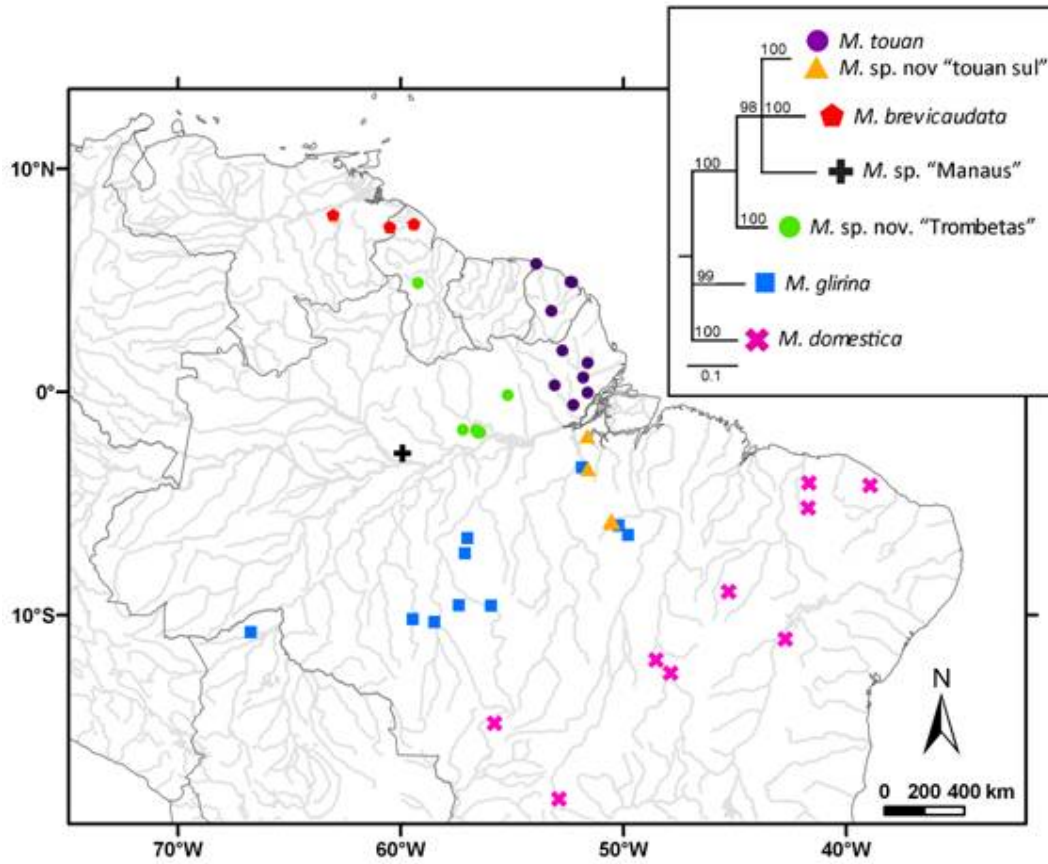 100
M. touan
M. sp. nov "touan sul"
98 100
M. brevicaudata
100
M. sp. "Manaus"
100
M. sp nov. "Trombetas"
99
M. glirina
100
M. domestica
0.1
10°N
0°
10°S
N
0 200 400 km
70°W 60°W 50°W 40°W